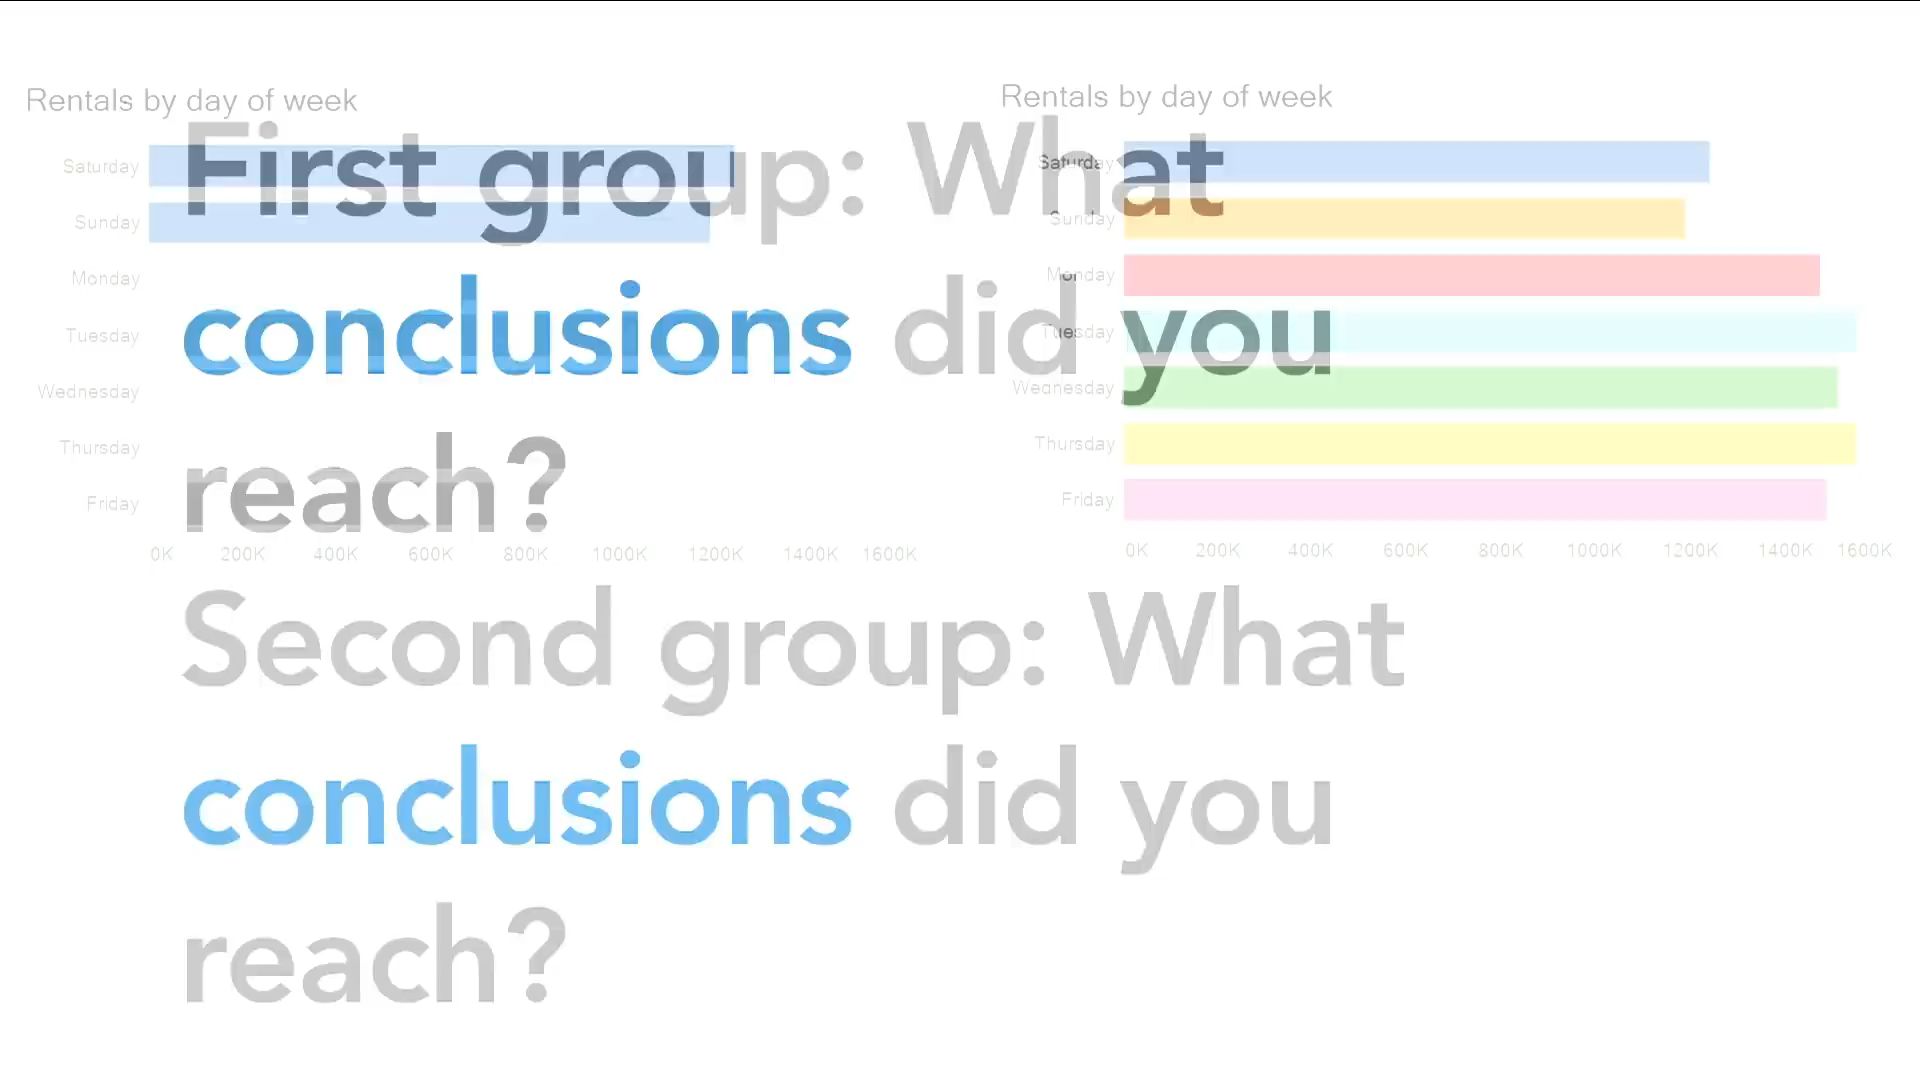 Rentals by day of week
Saturday
Sunday
Monday
Tuesday
Wednesday
Thursday
Friday
0K 200K 400K 600K 800K 1000K 1200K 1400K 1600K
Rentals by day of week
Saturday
Sunday
Monday
Tuesday
Wednesday
Thursday
Friday
0K 200K 400K 600K 800K 1000K 1200K 1400K 1600K
First group: What
conclusions did you
reach?
Second group: What
conclusions did you
reach?